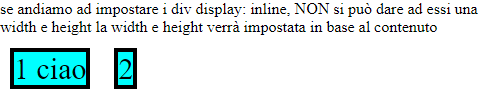 se andiamo ad impostare i div display: inline, NON si può dare ad essi una
width e height la width e height verrà impostata in base al contenuto
1 ciao 2